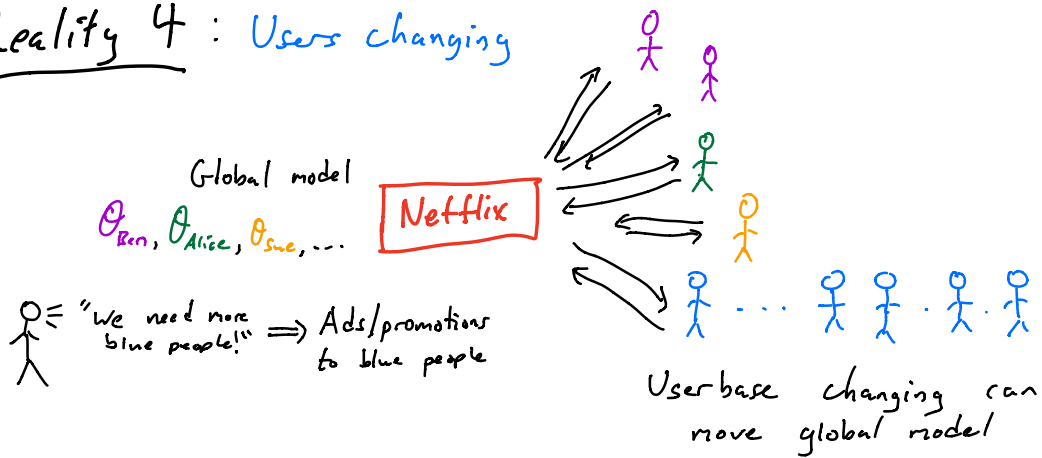 eality 4 : Users changing
Global model
θBen, θAlice, θSue, ...
Netflix
"We need more
blue people!"
⇒ Ads/promotions
to blue people
. . .
Userbase changing can
move global model